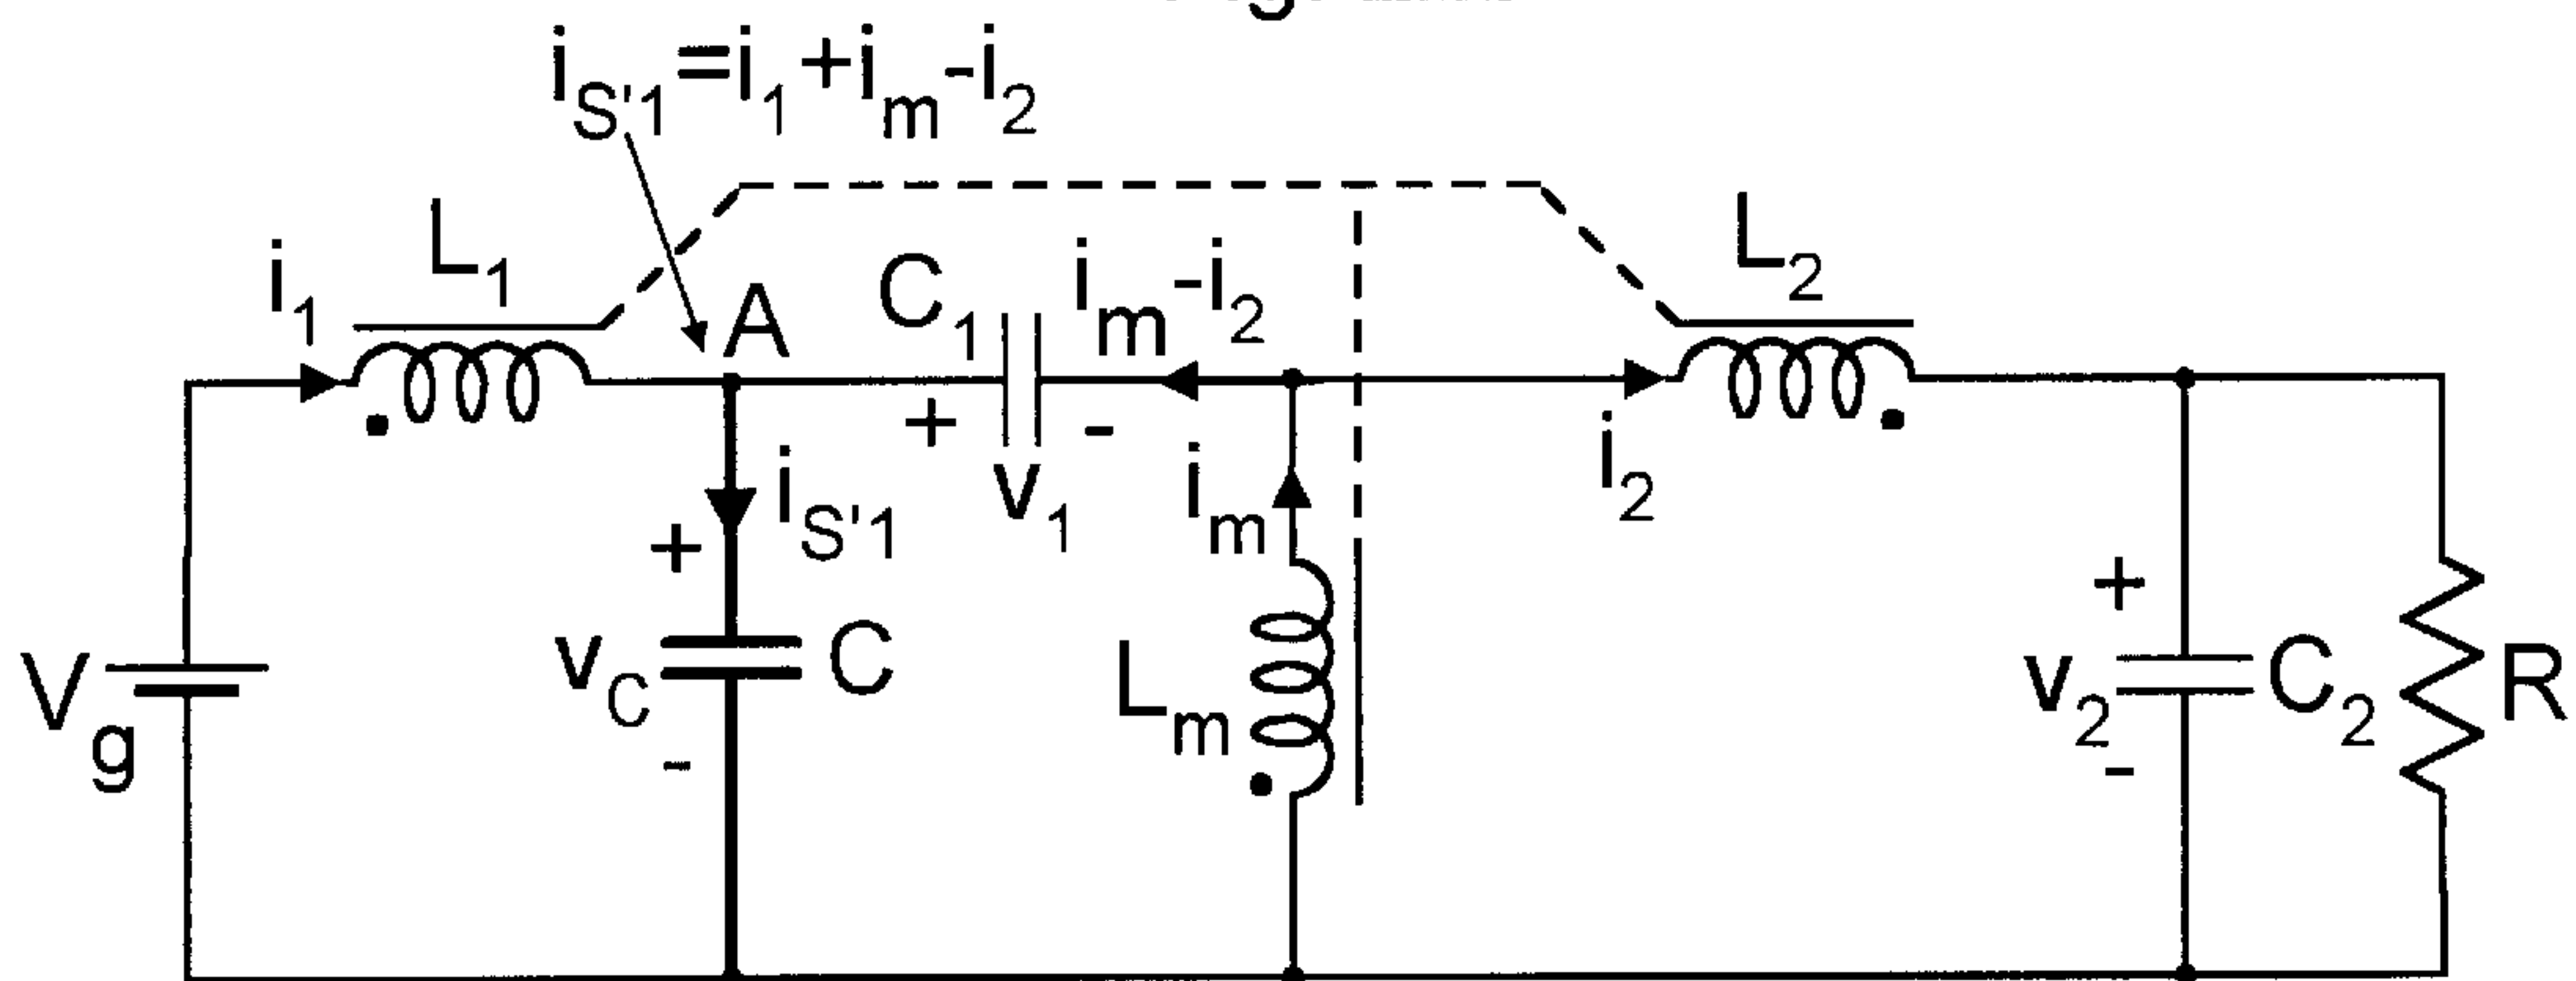 i_S'1=i_1+i_m-i_2
i_1
L_1
A
C_1
i_m-i_2
L_2
+
-
v_1
i_S'1
i_m
i_2
+
v_C
-
C
L_m
V_g
+
v_2
-
C_2
R